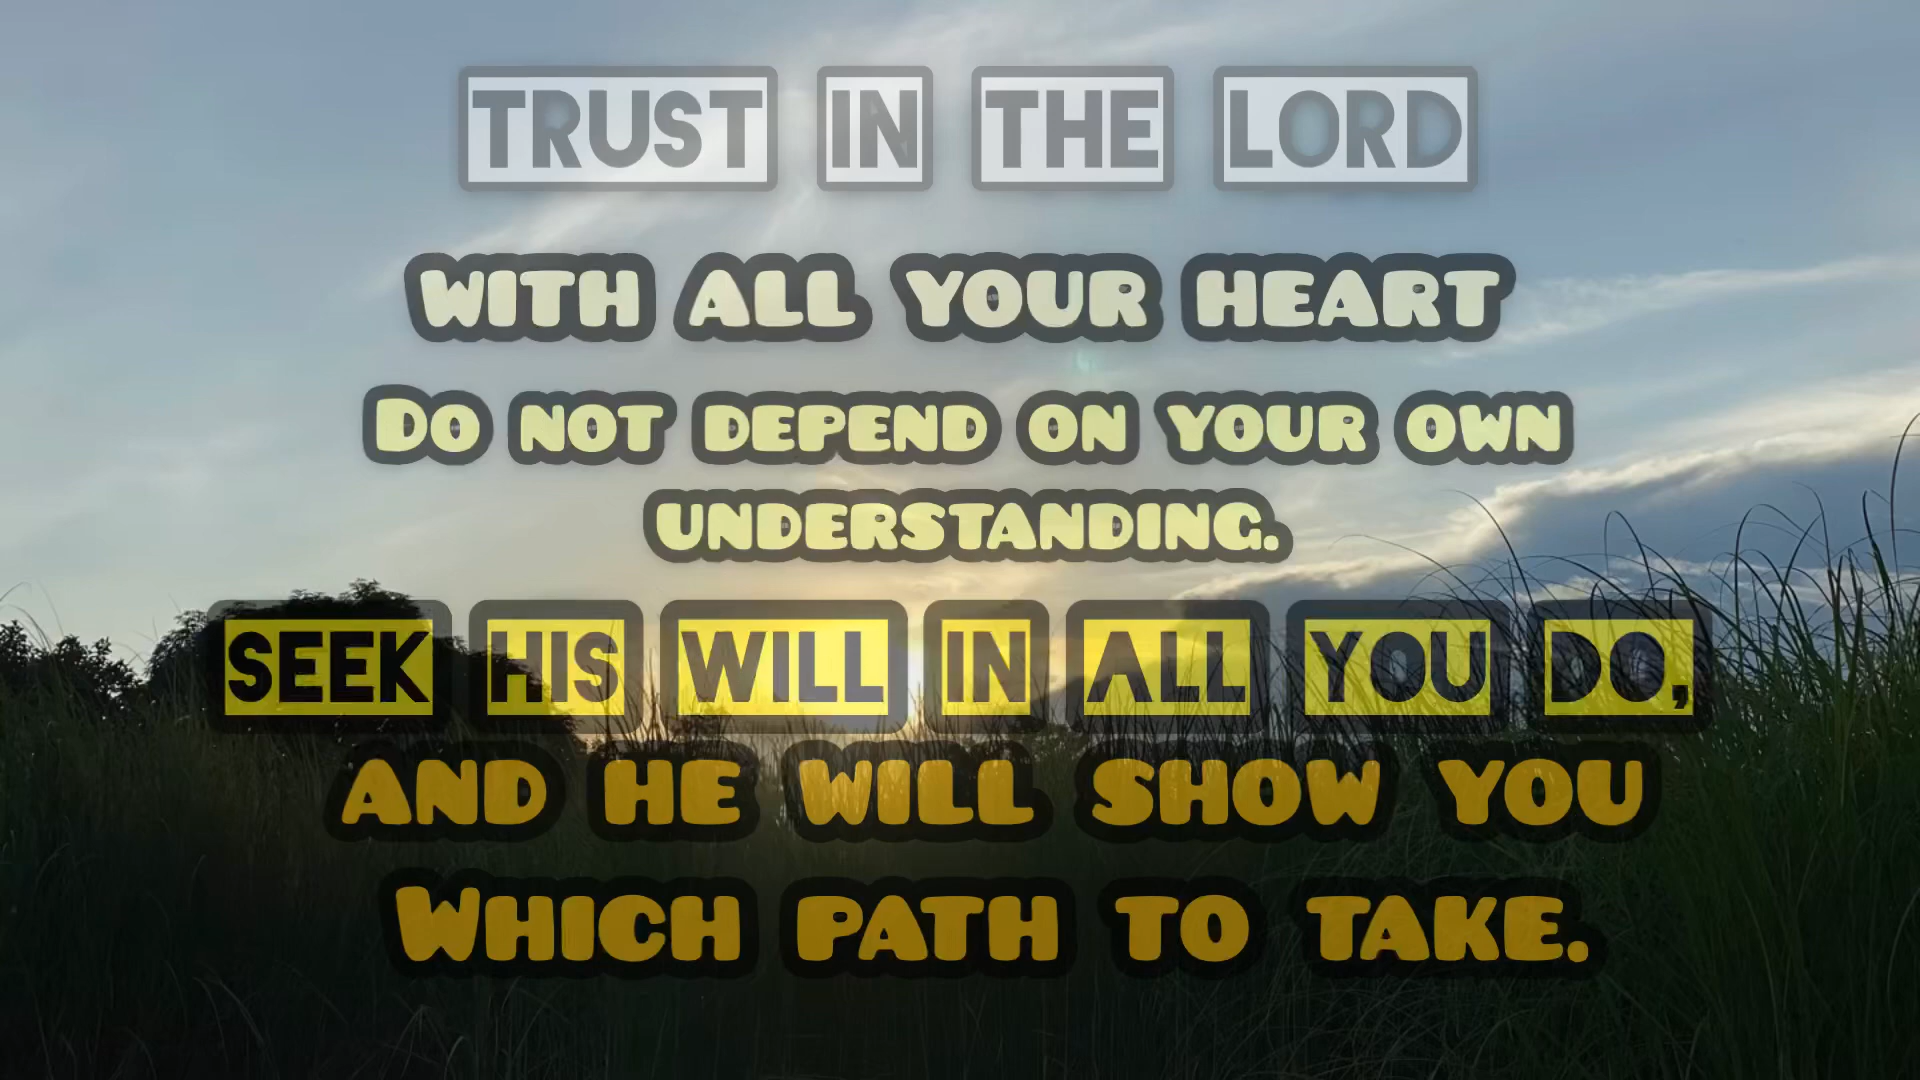 TRUST IN THE LORD
WITH ALL YOUR HEART
DO NOT DEPEND ON YOUR OWN
UNDERSTANDING.
SEEK HIS WILL IN ALL YOU DO,
AND HE WILL SHOW YOU
WHICH PATH TO TAKE.